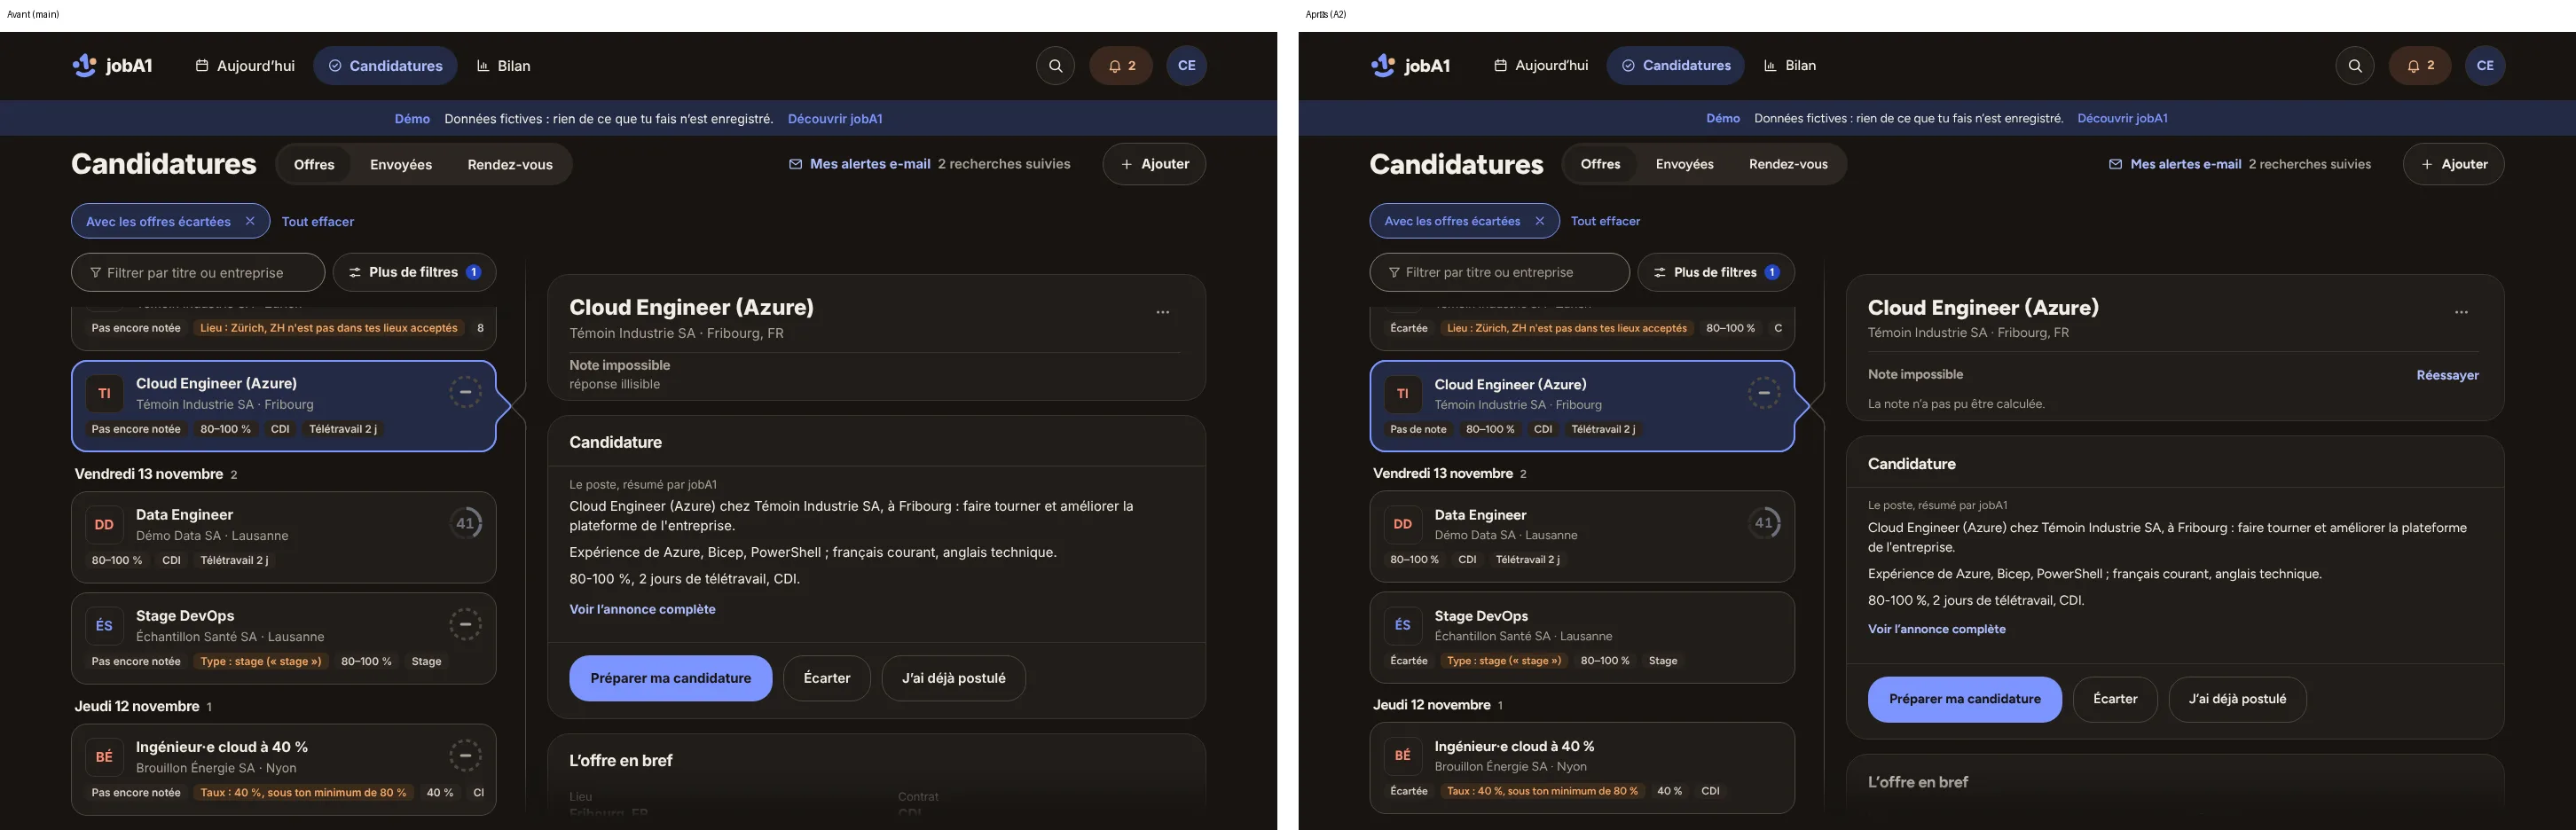 Avant (main)
jobA1
Aujourd'hui
Candidatures
Bilan
2
CE
Démo Données fictives : rien de ce que tu fais n'est enregistré. Découvrir jobA1
Candidatures
Offres
Envoyées
Rendez-vous
Mes alertes e-mail 2 recherches suivies
Ajouter
Avec les offres écartées
Tout effacer
Filtrer par titre ou entreprise
Plus de filtres 1
Pas encore notée Lieu : Zürich, ZH n'est pas dans tes lieux acceptés 8
TI
Cloud Engineer (Azure)
Témoin Industrie SA · Fribourg
Pas encore notée 80–100 % CDI Télétravail 2 j
Vendredi 13 novembre 2
DD
Data Engineer
Démo Data SA · Lausanne
41
80–100 % CDI Télétravail 2 j
ÉS
Stage DevOps
Échantillon Santé SA · Lausanne
Pas encore notée Type : stage (« stage ») 80–100 % Stage
Jeudi 12 novembre 1
BÉ
Ingénieur·e cloud à 40 %
Brouillon Énergie SA · Nyon
Pas encore notée Taux : 40 %, sous ton minimum de 80 % 40 % CI
Cloud Engineer (Azure)
Témoin Industrie SA · Fribourg, FR
Note impossible
réponse illisible
Candidature
Le poste, résumé par jobA1
Cloud Engineer (Azure) chez Témoin Industrie SA, à Fribourg : faire tourner et améliorer la
plateforme de l'entreprise.
Expérience de Azure, Bicep, PowerShell ; français courant, anglais technique.
80-100 %, 2 jours de télétravail, CDI.
Voir l'annonce complète
Préparer ma candidature
Écarter
J'ai déjà postulé
L'offre en bref
Lieu
Contrat
Fribourg, FR
CDI
Après (A2)
jobA1
Aujourd'hui
Candidatures
Bilan
2
CE
Démo Données fictives : rien de ce que tu fais n'est enregistré. Découvrir jobA1
Candidatures
Offres
Envoyées
Rendez-vous
Mes alertes e-mail 2 recherches suivies
Ajouter
Avec les offres écartées
Tout effacer
Filtrer par titre ou entreprise
Plus de filtres 1
Écartée Lieu : Zürich, ZH n'est pas dans tes lieux acceptés 80–100 % C
TI
Cloud Engineer (Azure)
Témoin Industrie SA · Fribourg
Pas de note 80–100 % CDI Télétravail 2 j
Vendredi 13 novembre 2
DD
Data Engineer
Démo Data SA · Lausanne
41
80–100 % CDI Télétravail 2 j
ÉS
Stage DevOps
Échantillon Santé SA · Lausanne
Écartée Type : stage (« stage ») 80–100 % Stage
Jeudi 12 novembre 1
BÉ
Ingénieur·e cloud à 40 %
Brouillon Énergie SA · Nyon
Écartée Taux : 40 %, sous ton minimum de 80 % 40 % CDI
Cloud Engineer (Azure)
Témoin Industrie SA · Fribourg, FR
Note impossible
Réessayer
La note n'a pas pu être calculée.
Candidature
Le poste, résumé par jobA1
Cloud Engineer (Azure) chez Témoin Industrie SA, à Fribourg : faire tourner et améliorer la plateforme
de l'entreprise.
Expérience de Azure, Bicep, PowerShell ; français courant, anglais technique.
80-100 %, 2 jours de télétravail, CDI.
Voir l'annonce complète
Préparer ma candidature
Écarter
J'ai déjà postulé
L'offre en bref